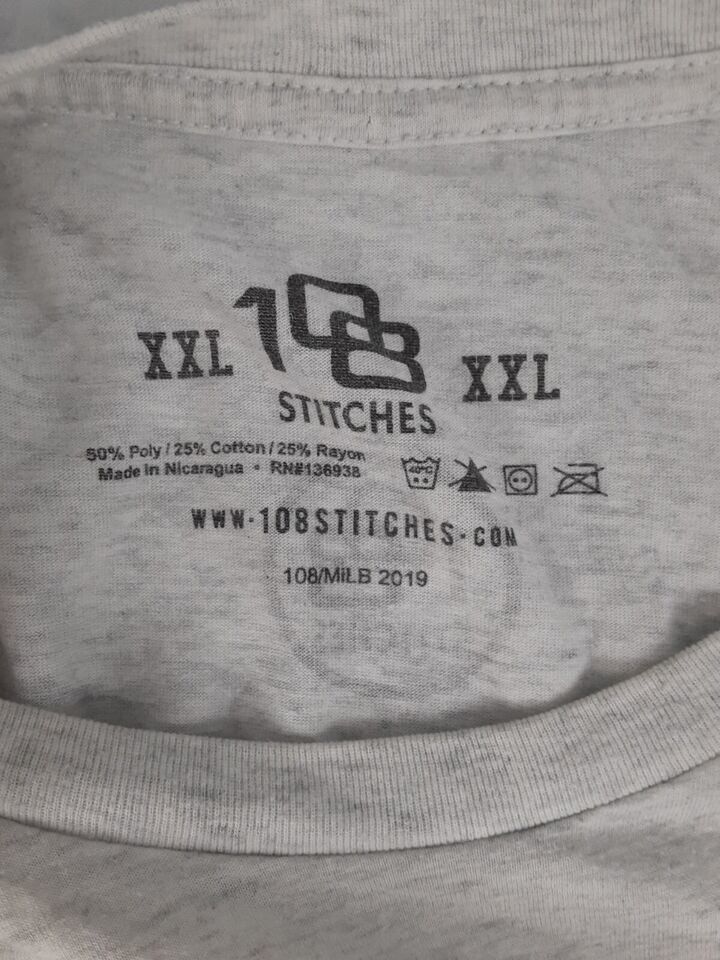 XXL 108 XXL
STITCHES
50% Poly / 25% Cotton / 25% Rayon
Made in Nicaragua • RN#136938
40°C
WWW.108STITCHES.COM
108/MiLB 2019